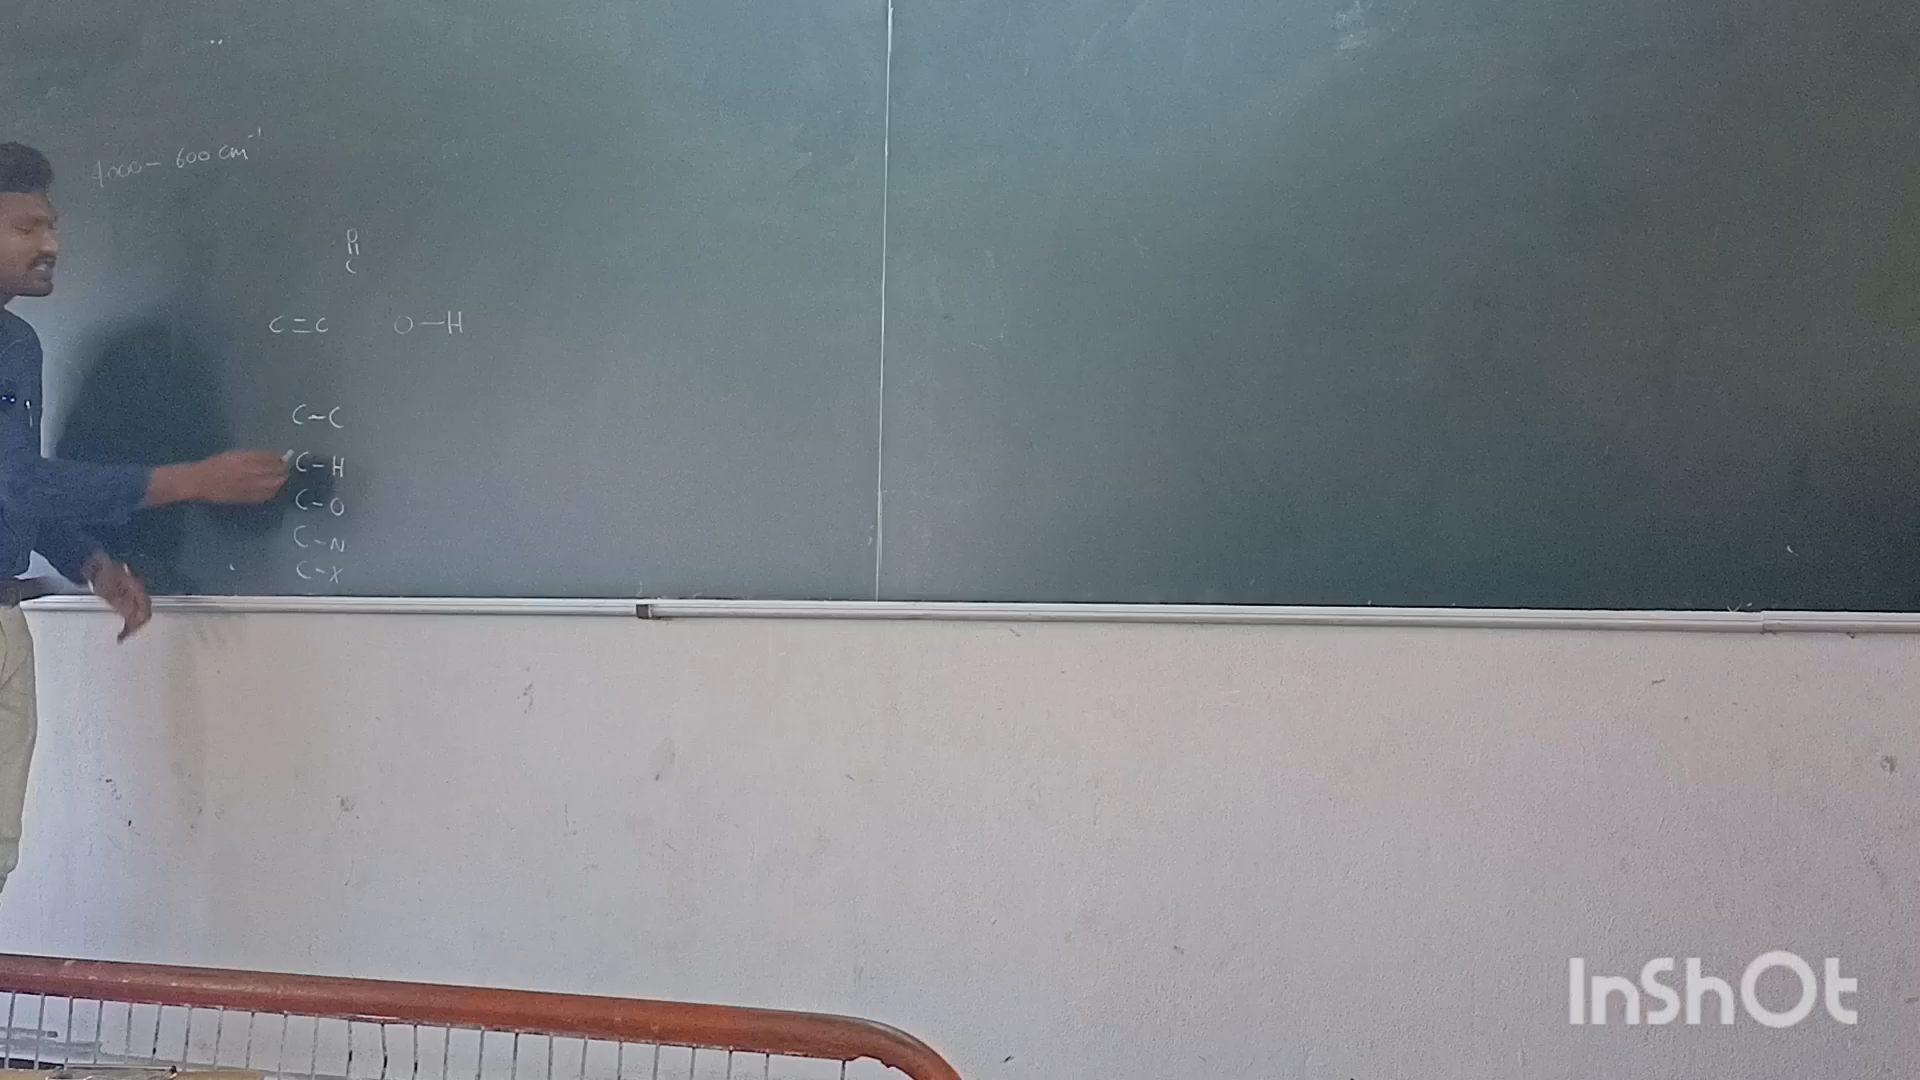 4000 - 600 cm⁻¹
O
||
C
C=C O-H
C-C
C-H
C-O
C-N
C-X
InShOt